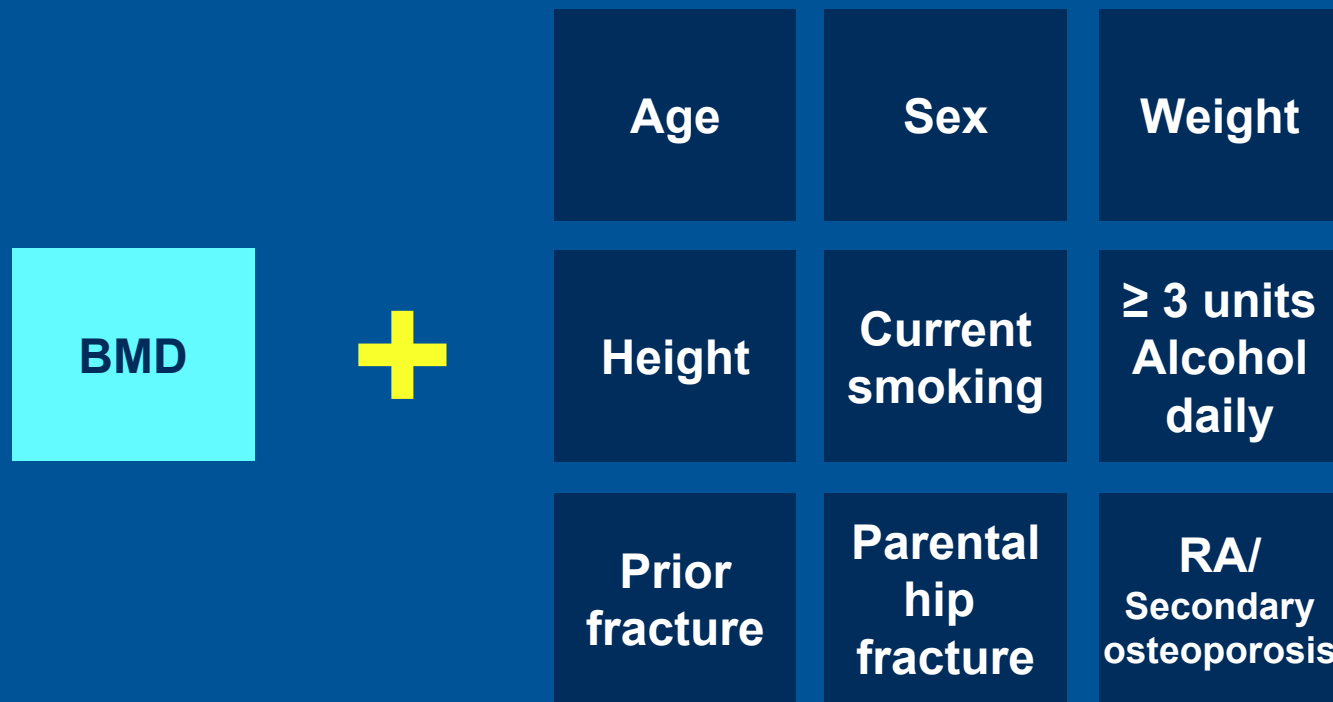 Age
Sex
Weight
BMD
Height
Current
smoking
≥ 3 units
Alcohol
daily
Prior
fracture
Parental
hip
fracture
RA/
Secondary
osteoporosis